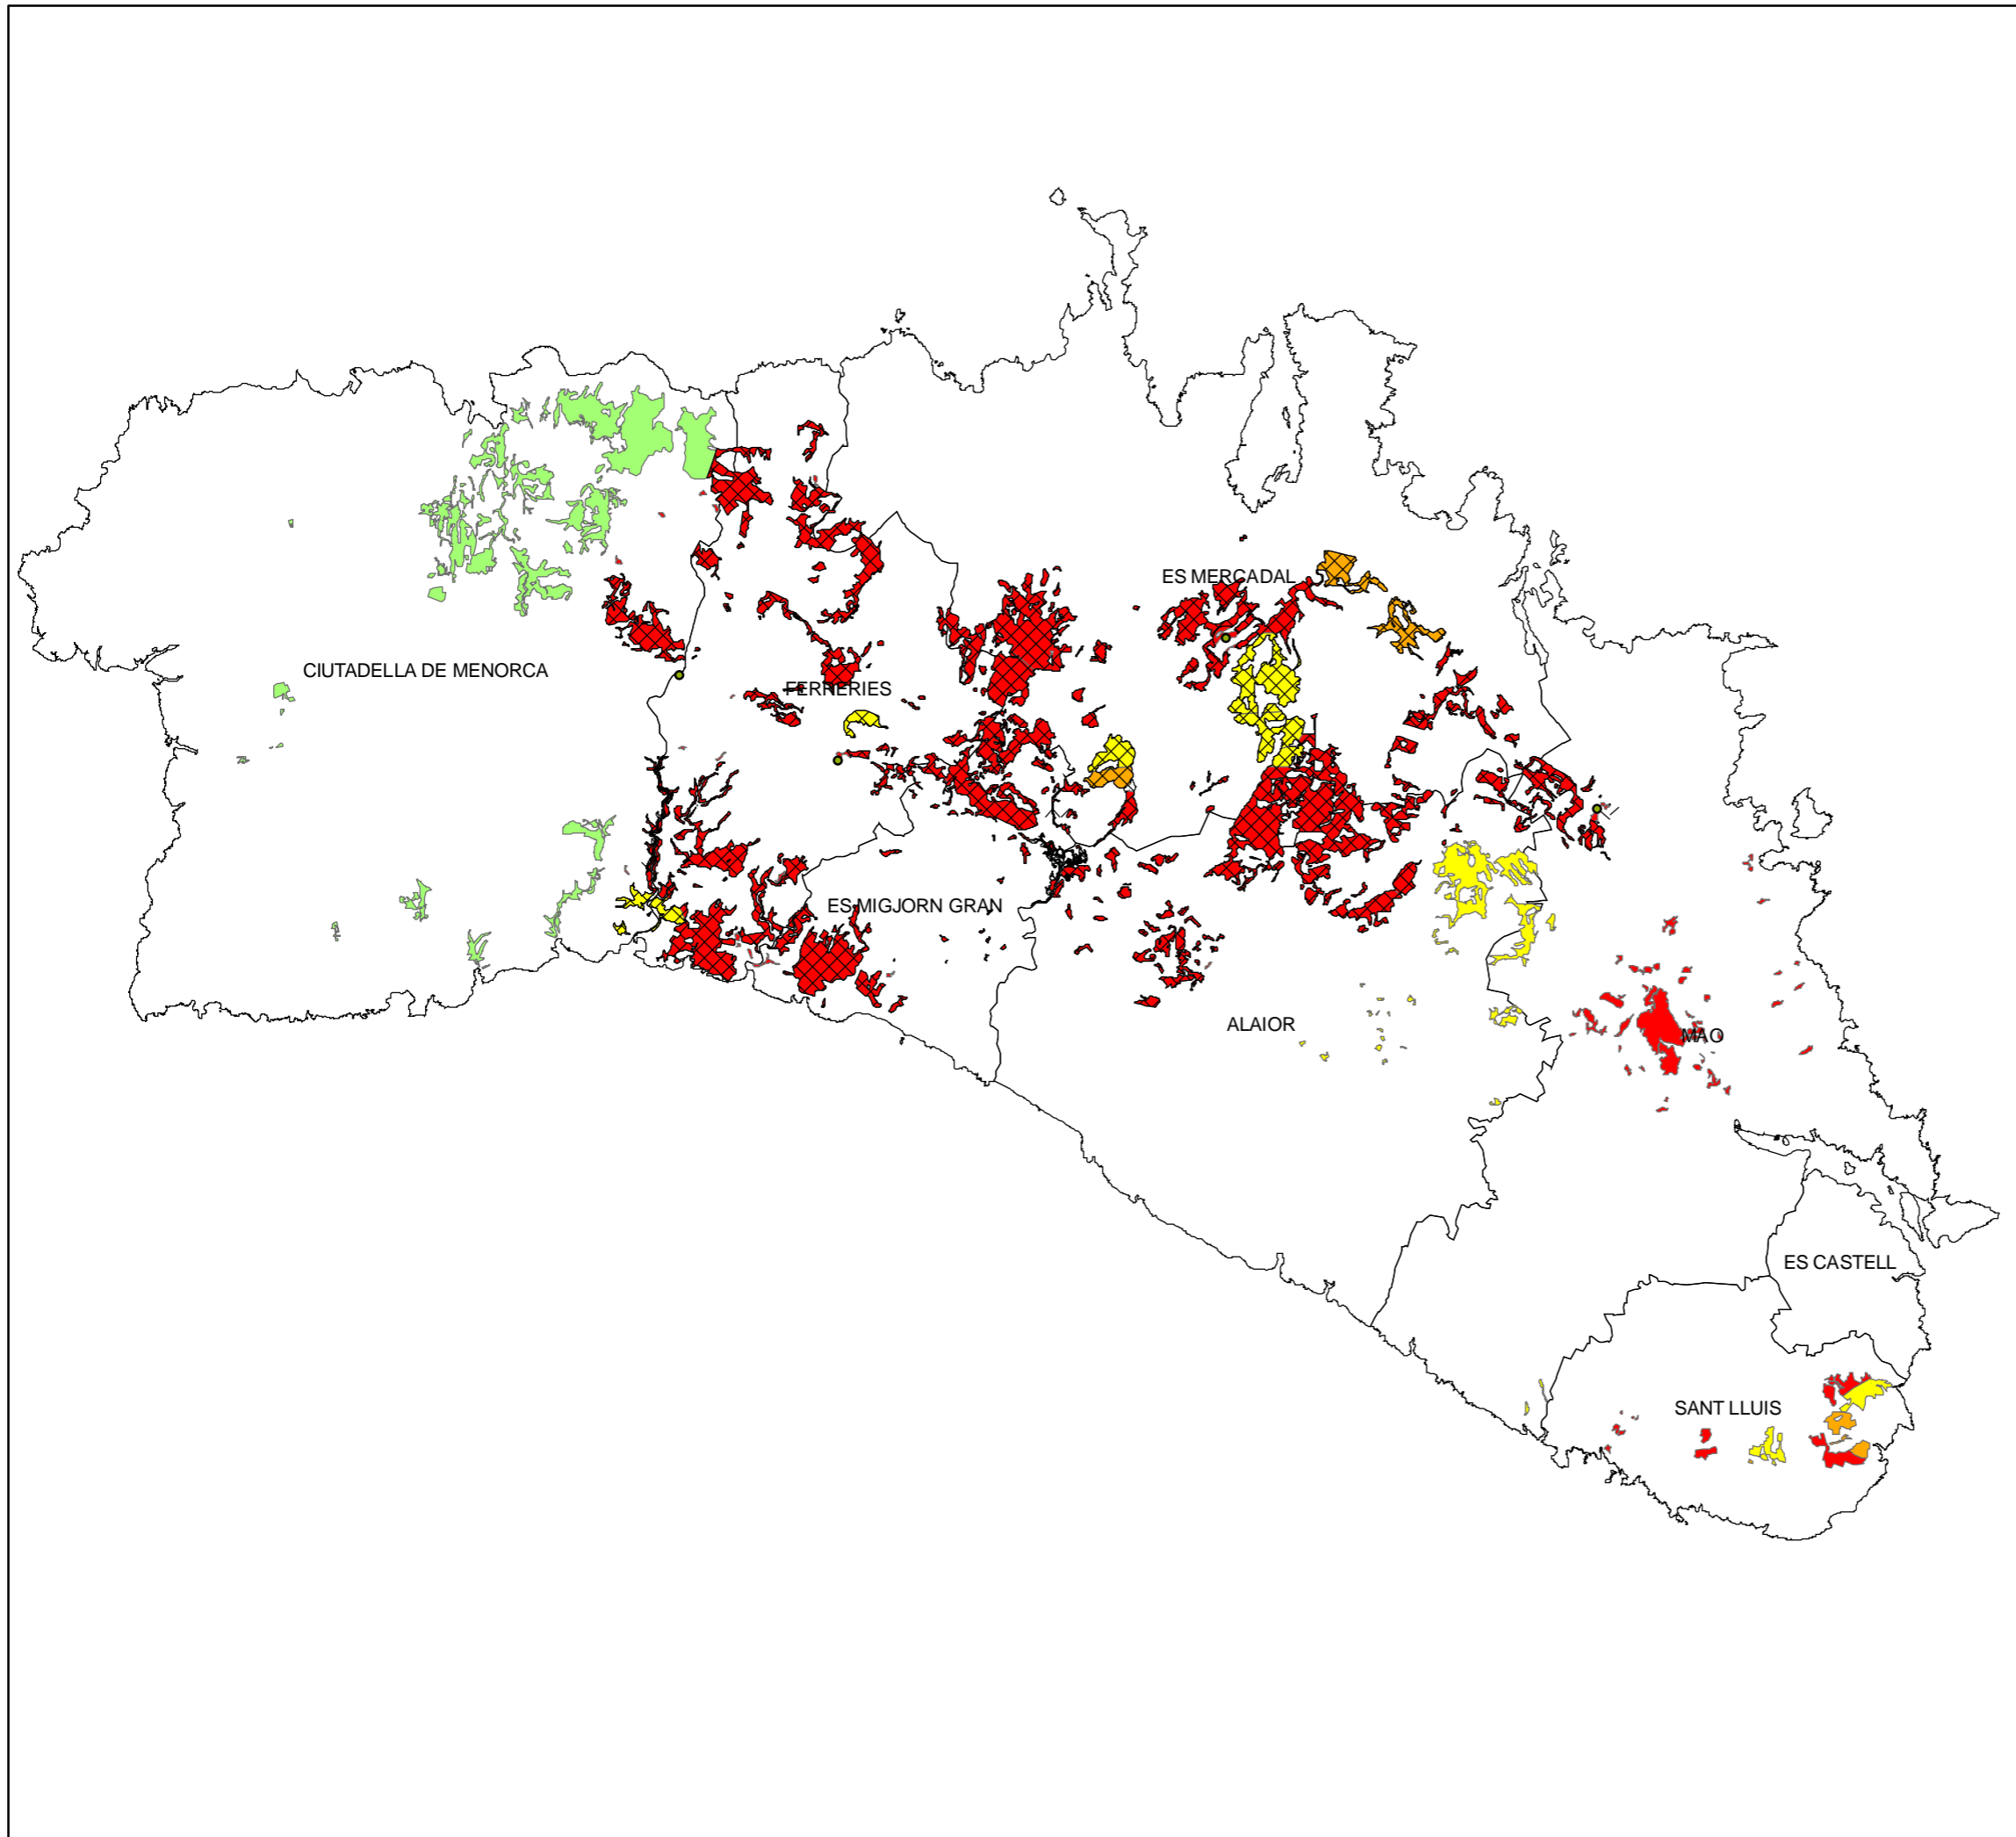 ES MERCADAL
CIUTADELLA DE MENORCA
FERRERIES
ES MIGJORN GRAN
ALAIOR
MAO
ES CASTELL
SANT LLUIS